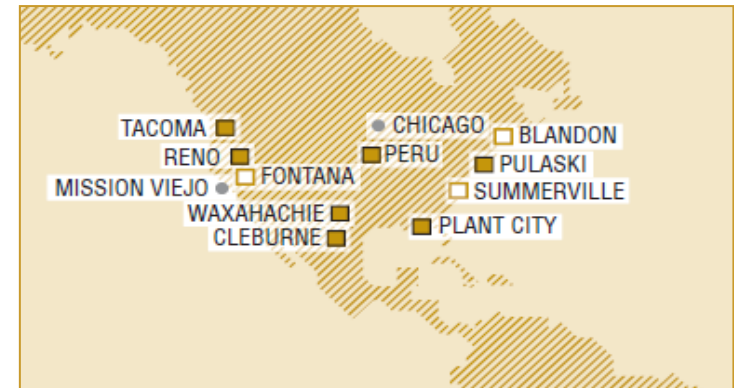 TACOMA
CHICAGO
BLANDON
RENO
PERU
PULASKI
FONTANA
MISSION VIEJO
SUMMERVILLE
WAXAHACHIE
PLANT CITY
CLEBURNE